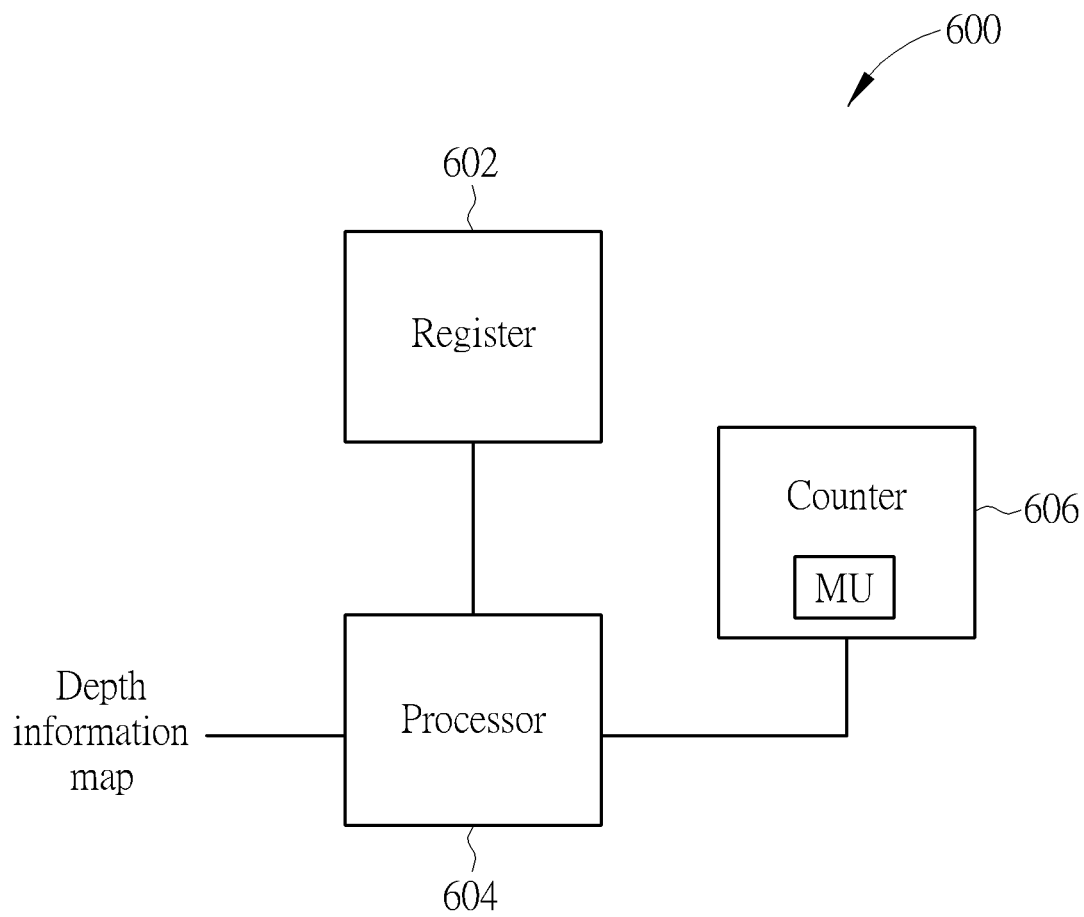 600
602
Register
Counter
606
MU
Depth
information
map
Processor
604